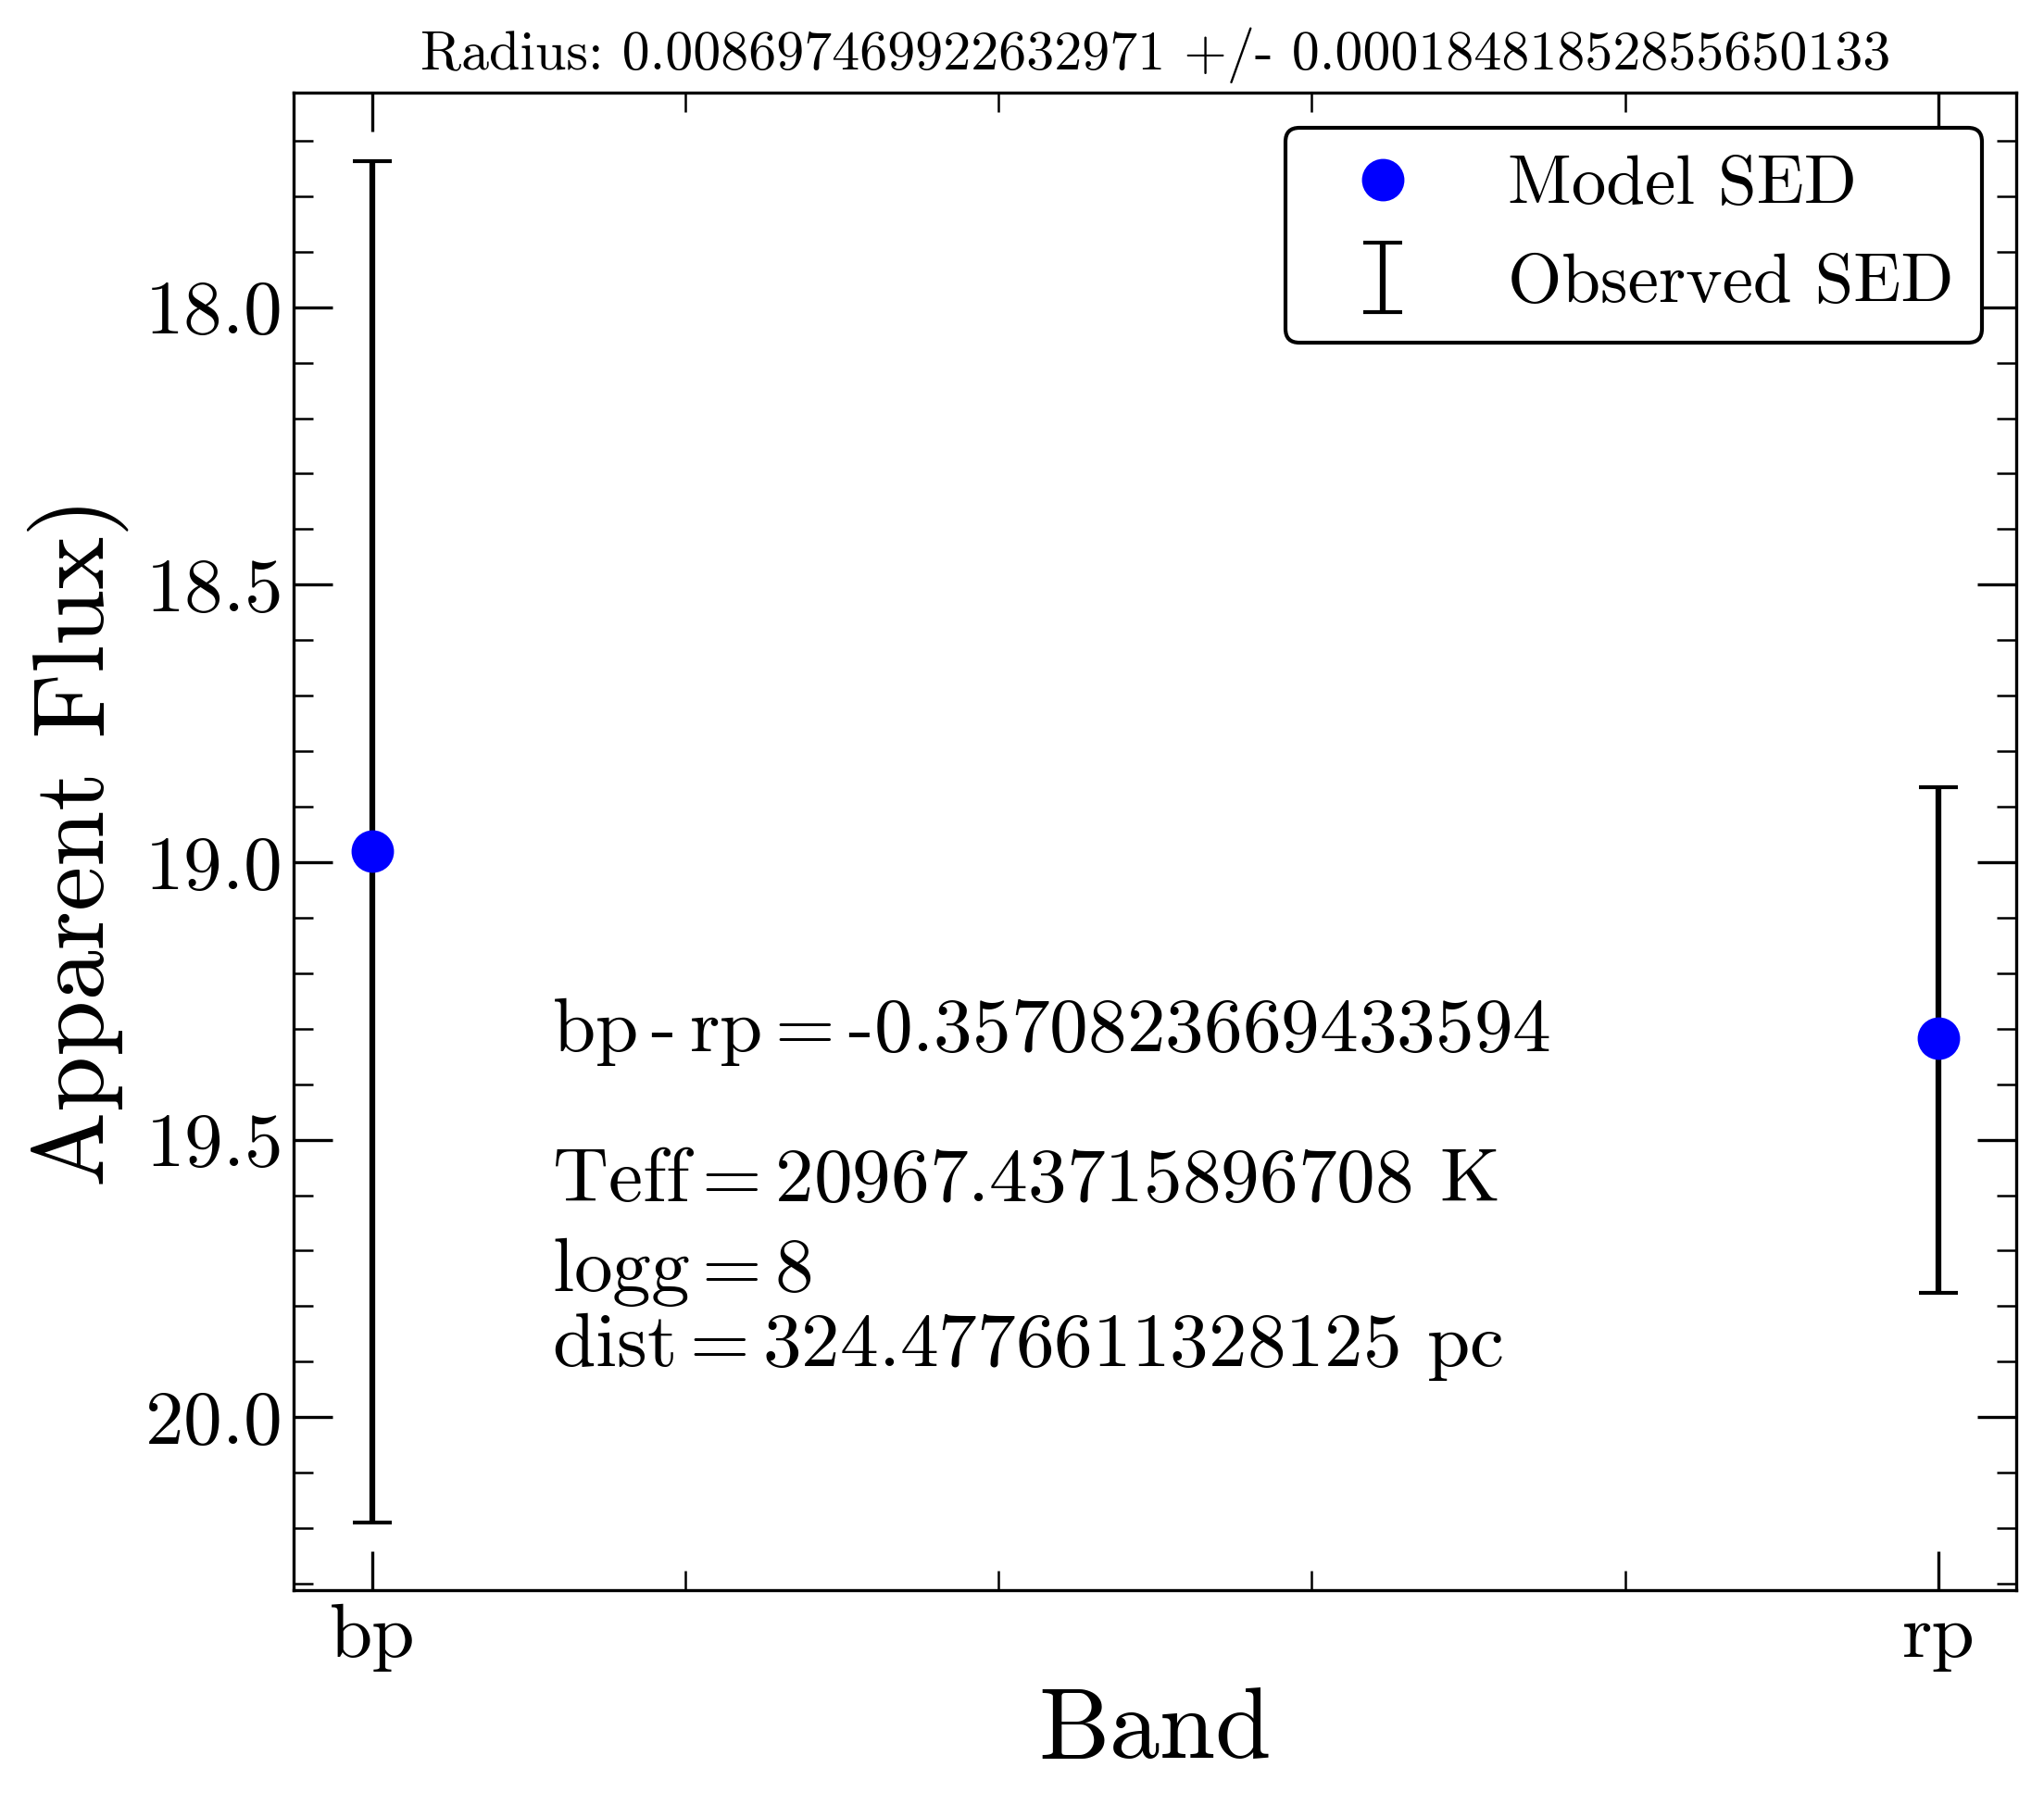 Radius: 0.008697469922632971 +/- 0.00018481852855650133
Model SED
Observed SED
18.0
18.5
19.0
19.5
20.0
Apparent Flux)
bp - rp = -0.3570823669433594
Teff = 20967.43715896708 K
logg = 8
dist = 324.4776611328125 pc
bp
rp
Band